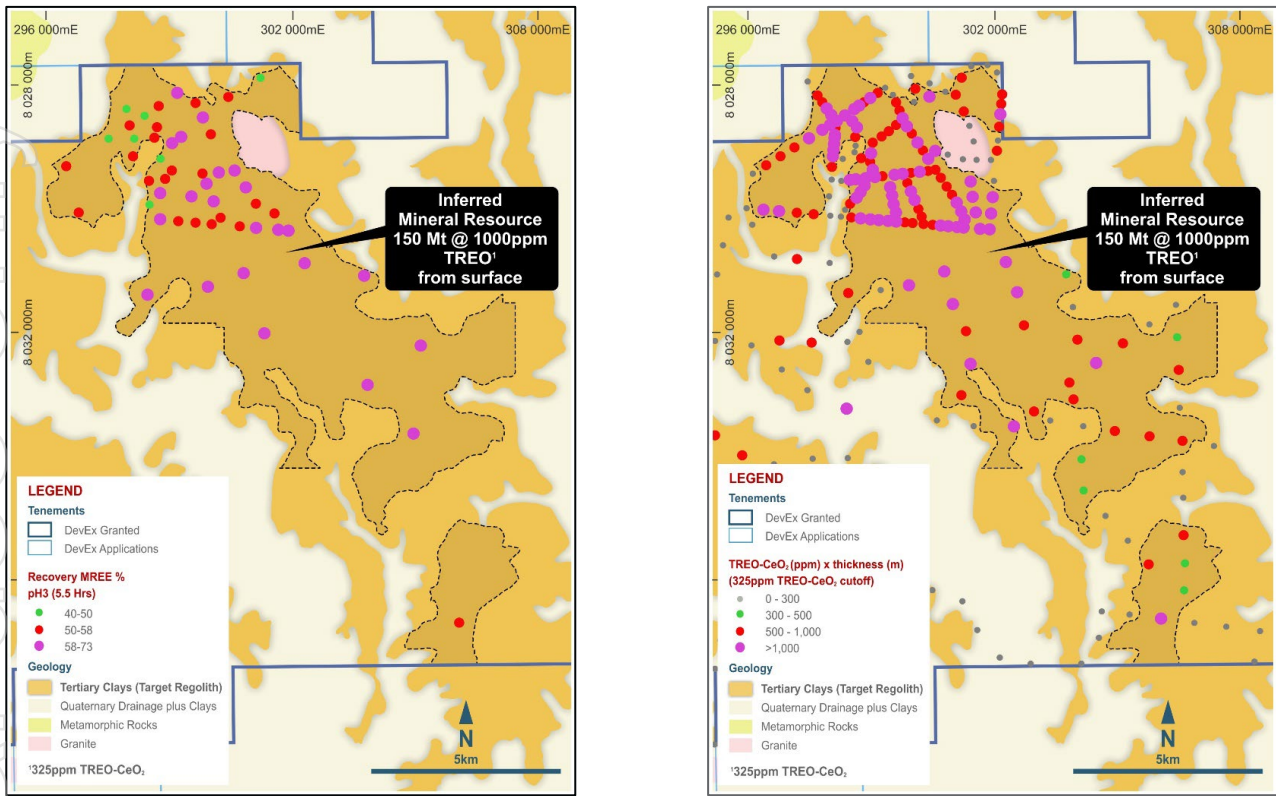 296 000mE
302 000mE
308 000mE
8 028 000m
8 032 000m
Inferred
Mineral Resource
150 Mt @ 1000ppm
TREO¹
from surface
LEGEND
Tenements
DevEx Granted
DevEx Applications
Recovery MREE %
pH3 (5.5 Hrs)
40-50
50-58
58-73
Geology
Tertiary Clays (Target Regolith)
Quaternary Drainage plus Clays
Metamorphic Rocks
Granite
¹325ppm TREO-CeO₂
N
5km
296 000mE
302 000mE
308 000mE
8 028 000m
8 032 000m
Inferred
Mineral Resource
150 Mt @ 1000ppm
TREO¹
from surface
LEGEND
Tenements
DevEx Granted
DevEx Applications
TREO-CeO₂ (ppm) x thickness (m)
(325ppm TREO-CeO₂ cutoff)
0 - 300
300 - 500
500 - 1,000
>1,000
Geology
Tertiary Clays (Target Regolith)
Quaternary Drainage plus Clays
Metamorphic Rocks
Granite
¹325ppm TREO-CeO₂
N
5km